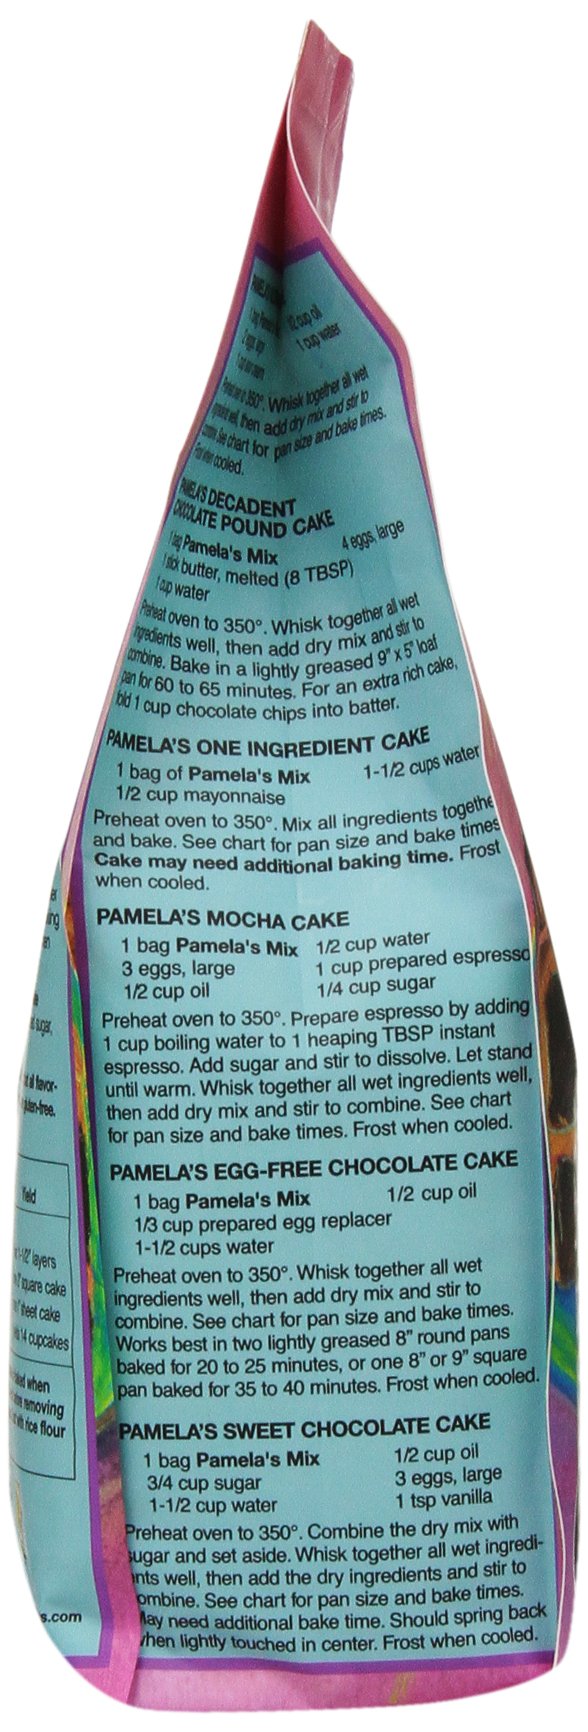 1/2 cup oil
1 cup water
350°. Whisk together all wet
well, then add dry mix and stir to
See chart for pan size and bake times.
when cooled.
PAMELA'S DECADENT
CHOCOLATE POUND CAKE
1 bag Pamela's Mix 4 eggs, large
1 stick butter, melted (8 TBSP)
1 cup water
Preheat oven to 350°. Whisk together all wet
ingredients well, then add dry mix and stir to
combine. Bake in a lightly greased 9" x 5" loaf
pan for 60 to 65 minutes. For an extra rich cake,
fold 1 cup chocolate chips into batter.
PAMELA'S ONE INGREDIENT CAKE
1 bag of Pamela's Mix 1-1/2 cups water
1/2 cup mayonnaise
Preheat oven to 350°. Mix all ingredients togethe
and bake. See chart for pan size and bake times
Cake may need additional baking time. Frost
when cooled.
PAMELA'S MOCHA CAKE
1 bag Pamela's Mix 1/2 cup water
3 eggs, large 1 cup prepared espresso
1/2 cup oil 1/4 cup sugar
Preheat oven to 350°. Prepare espresso by adding
1 cup boiling water to 1 heaping TBSP instant
espresso. Add sugar and stir to dissolve. Let stand
until warm. Whisk together all wet ingredients well,
then add dry mix and stir to combine. See chart
for pan size and bake times. Frost when cooled.
PAMELA'S EGG-FREE CHOCOLATE CAKE
1 bag Pamela's Mix 1/2 cup oil
1/3 cup prepared egg replacer
1-1/2 cups water
Preheat oven to 350°. Whisk together all wet
ingredients well, then add dry mix and stir to
combine. See chart for pan size and bake times.
Works best in two lightly greased 8" round pans
baked for 20 to 25 minutes, or one 8" or 9" square
pan baked for 35 to 40 minutes. Frost when cooled.
PAMELA'S SWEET CHOCOLATE CAKE
1 bag Pamela's Mix 1/2 cup oil
3/4 cup sugar 3 eggs, large
1-1/2 cup water 1 tsp vanilla
Preheat oven to 350°. Combine the dry mix with
sugar and set aside. Whisk together all wet ingredi-
nts well, then add the dry ingredients and stir to
ombine. See chart for pan size and bake times.
May need additional bake time. Should spring back
when lightly touched in center. Frost when cooled.
sugar,
all flavor-
gluten-free.
Yield
layers
square cake
sheet cake
14 cupcakes
when
removing
with rice flour
s.com